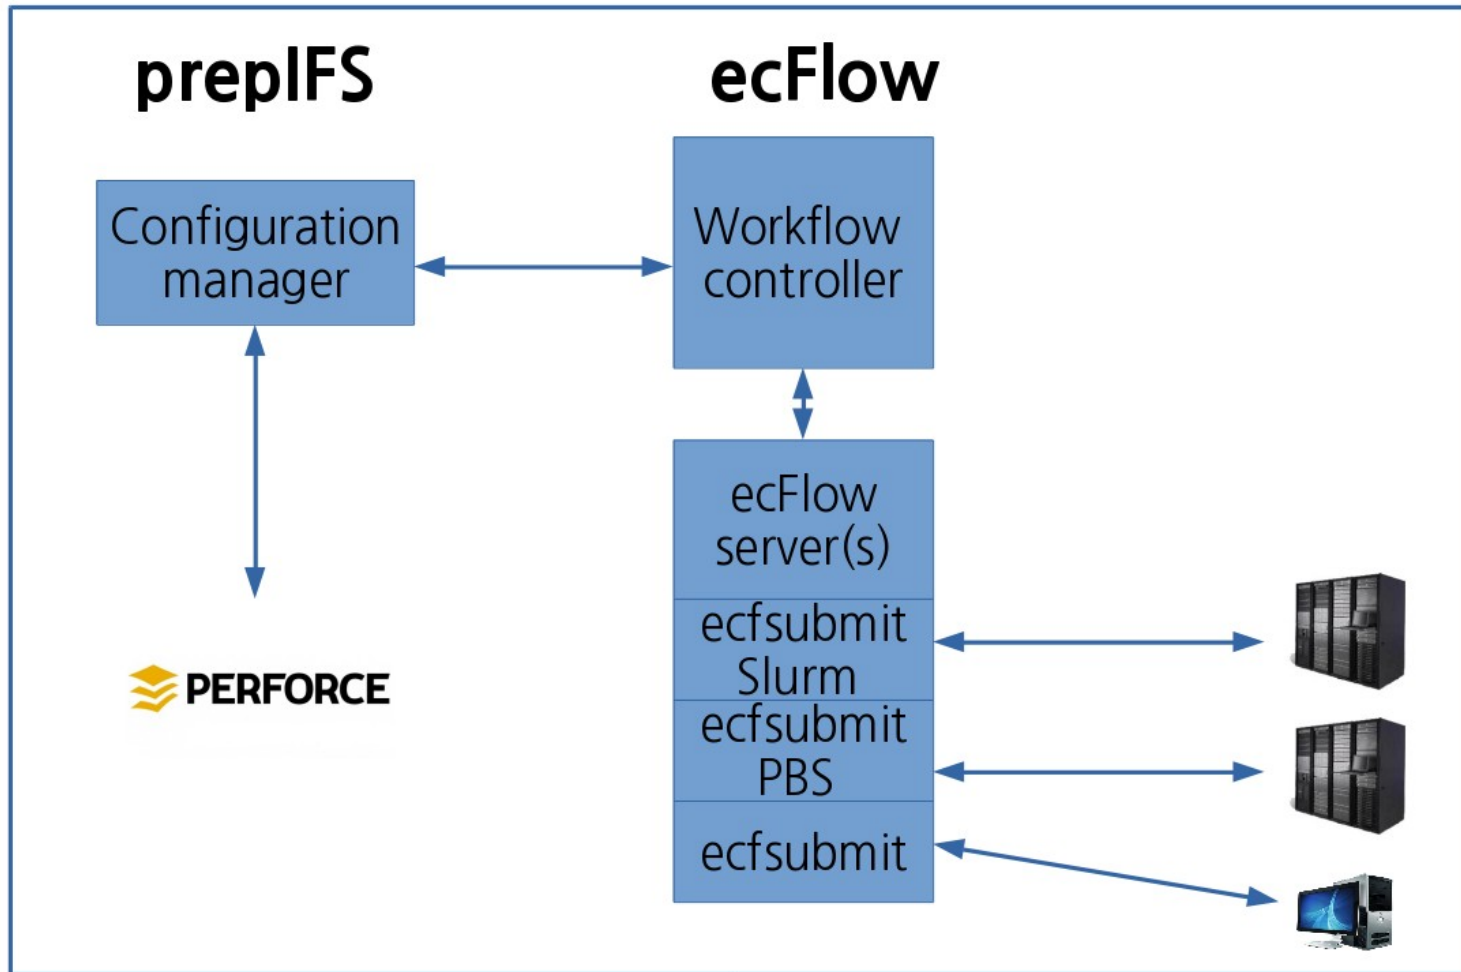 prepIFS
ecFlow
Configuration
manager
Workflow
controller
ecFlow
server(s)
ecfsubmit
Slurm
ecfsubmit
PBS
ecfsubmit
PERFORCE